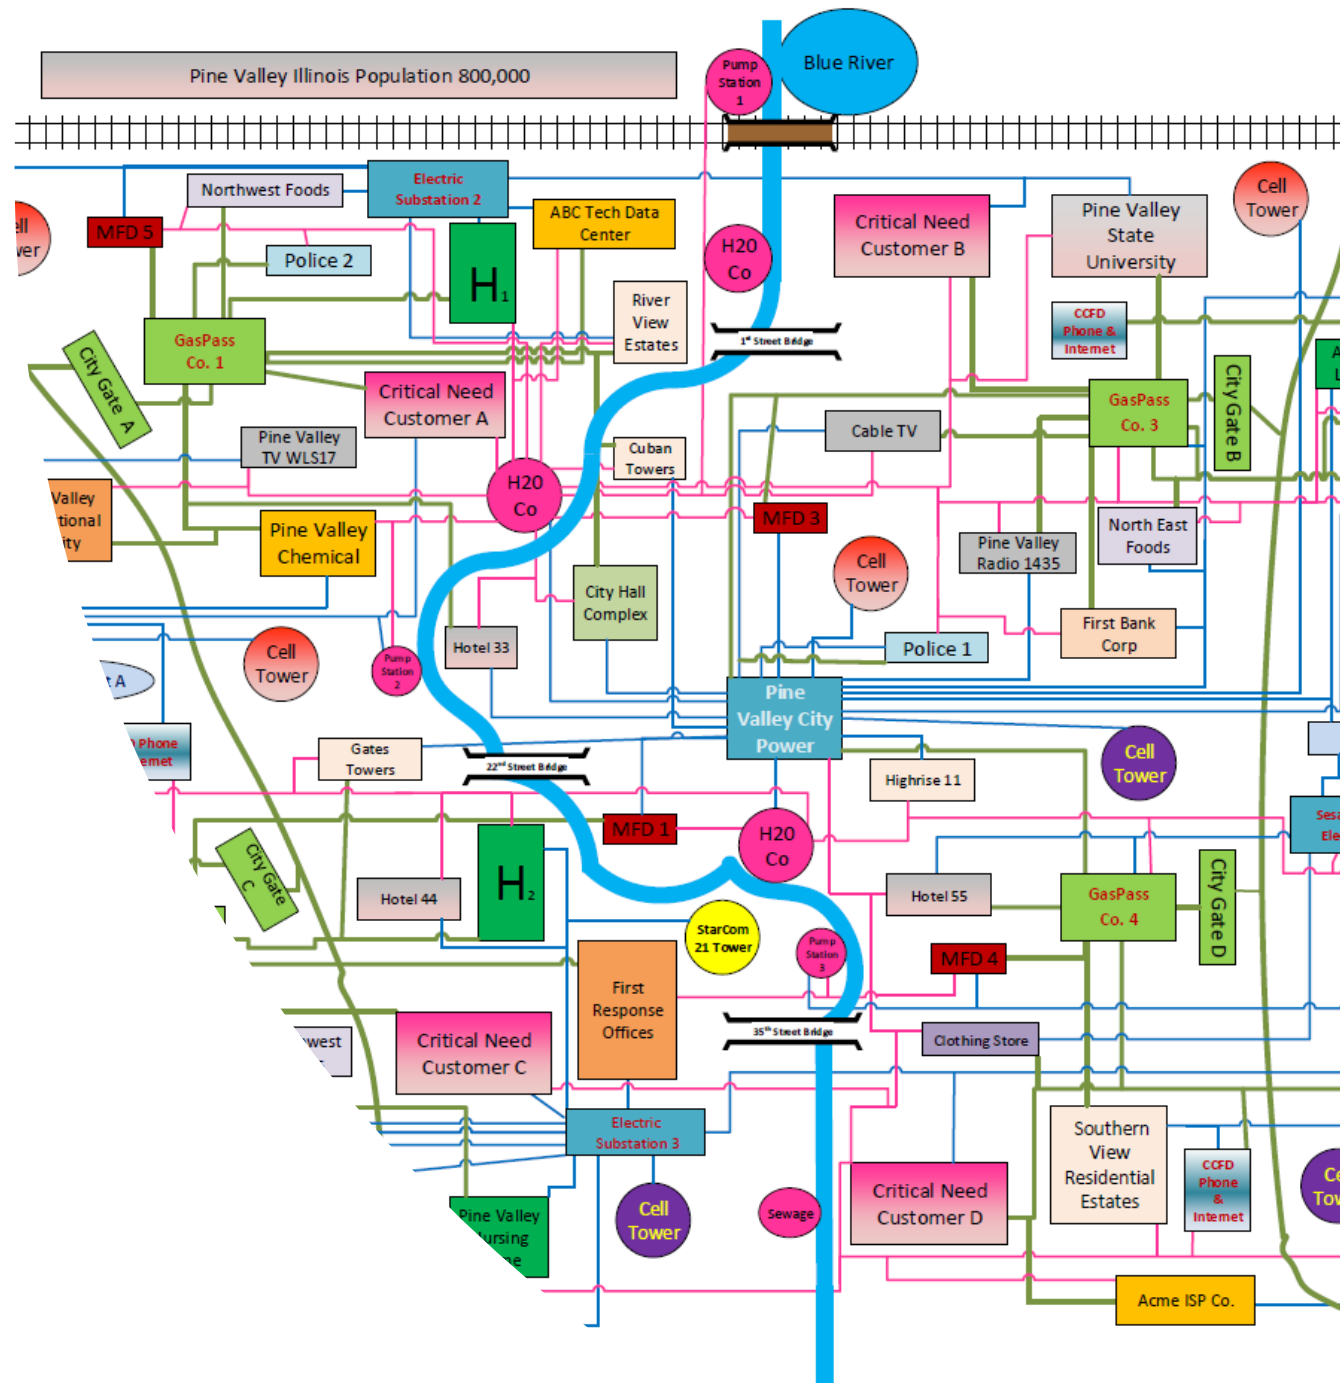 Pine Valley Illinois Population 800,000
Pump
Station
1
Blue River
Northwest Foods
Electric
Substation 2
ABC Tech Data
Center
MFD 5
Police 2
H1
H20
Co
Critical Need
Customer B
Pine Valley
State
University
Cell
Tower
River
View
Estates
1st Street Bridge
CCFD
Phone &
Internet
GasPass
Co. 1
City Gate A
Critical Need
Customer A
Pine Valley
TV WLS17
Cuban
Towers
Cable TV
GasPass
Co. 3
City Gate B
H20
Co
Valley
Pine Valley
Chemical
MFD 3
Pine Valley
Radio 1435
North East
Foods
Cell
Tower
City Hall
Complex
First Bank
Corp
Cell
Tower
Pump
Station
2
Hotel 33
Police 1
A
Pine
Valley City
Power
Phone
Gates
Towers
22nd Street Bridge
Highrise 11
Cell
Tower
MFD 1
H20
Co
City Gate
C
H2
Hotel 44
Hotel 55
GasPass
Co. 4
City Gate D
StarCom
21 Tower
Pump
Station
3
MFD 4
First
Response
Offices
35th Street Bridge
Clothing Store
Critical Need
Customer C
Electric
Substation 3
Southern
View
Residential
Estates
CCFD
Phone
&
Internet
Critical Need
Customer D
Cell
Tower
Sewage
Pine Valley
Acme ISP Co.